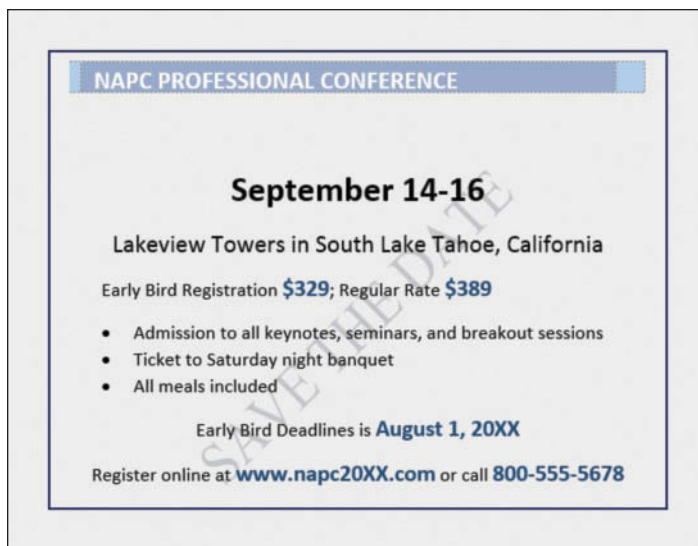 NAPC PROFESSIONAL CONFERENCE
September 14-16
Lakeview Towers in South Lake Tahoe, California
Early Bird Registration $329; Regular Rate $389
• Admission to all keynotes, seminars, and breakout sessions
• Ticket to Saturday night banquet
• All meals included
Early Bird Deadlines is August 1, 20XX
Register online at www.napc20XX.com or call 800-555-5678
SAVE THE DATE